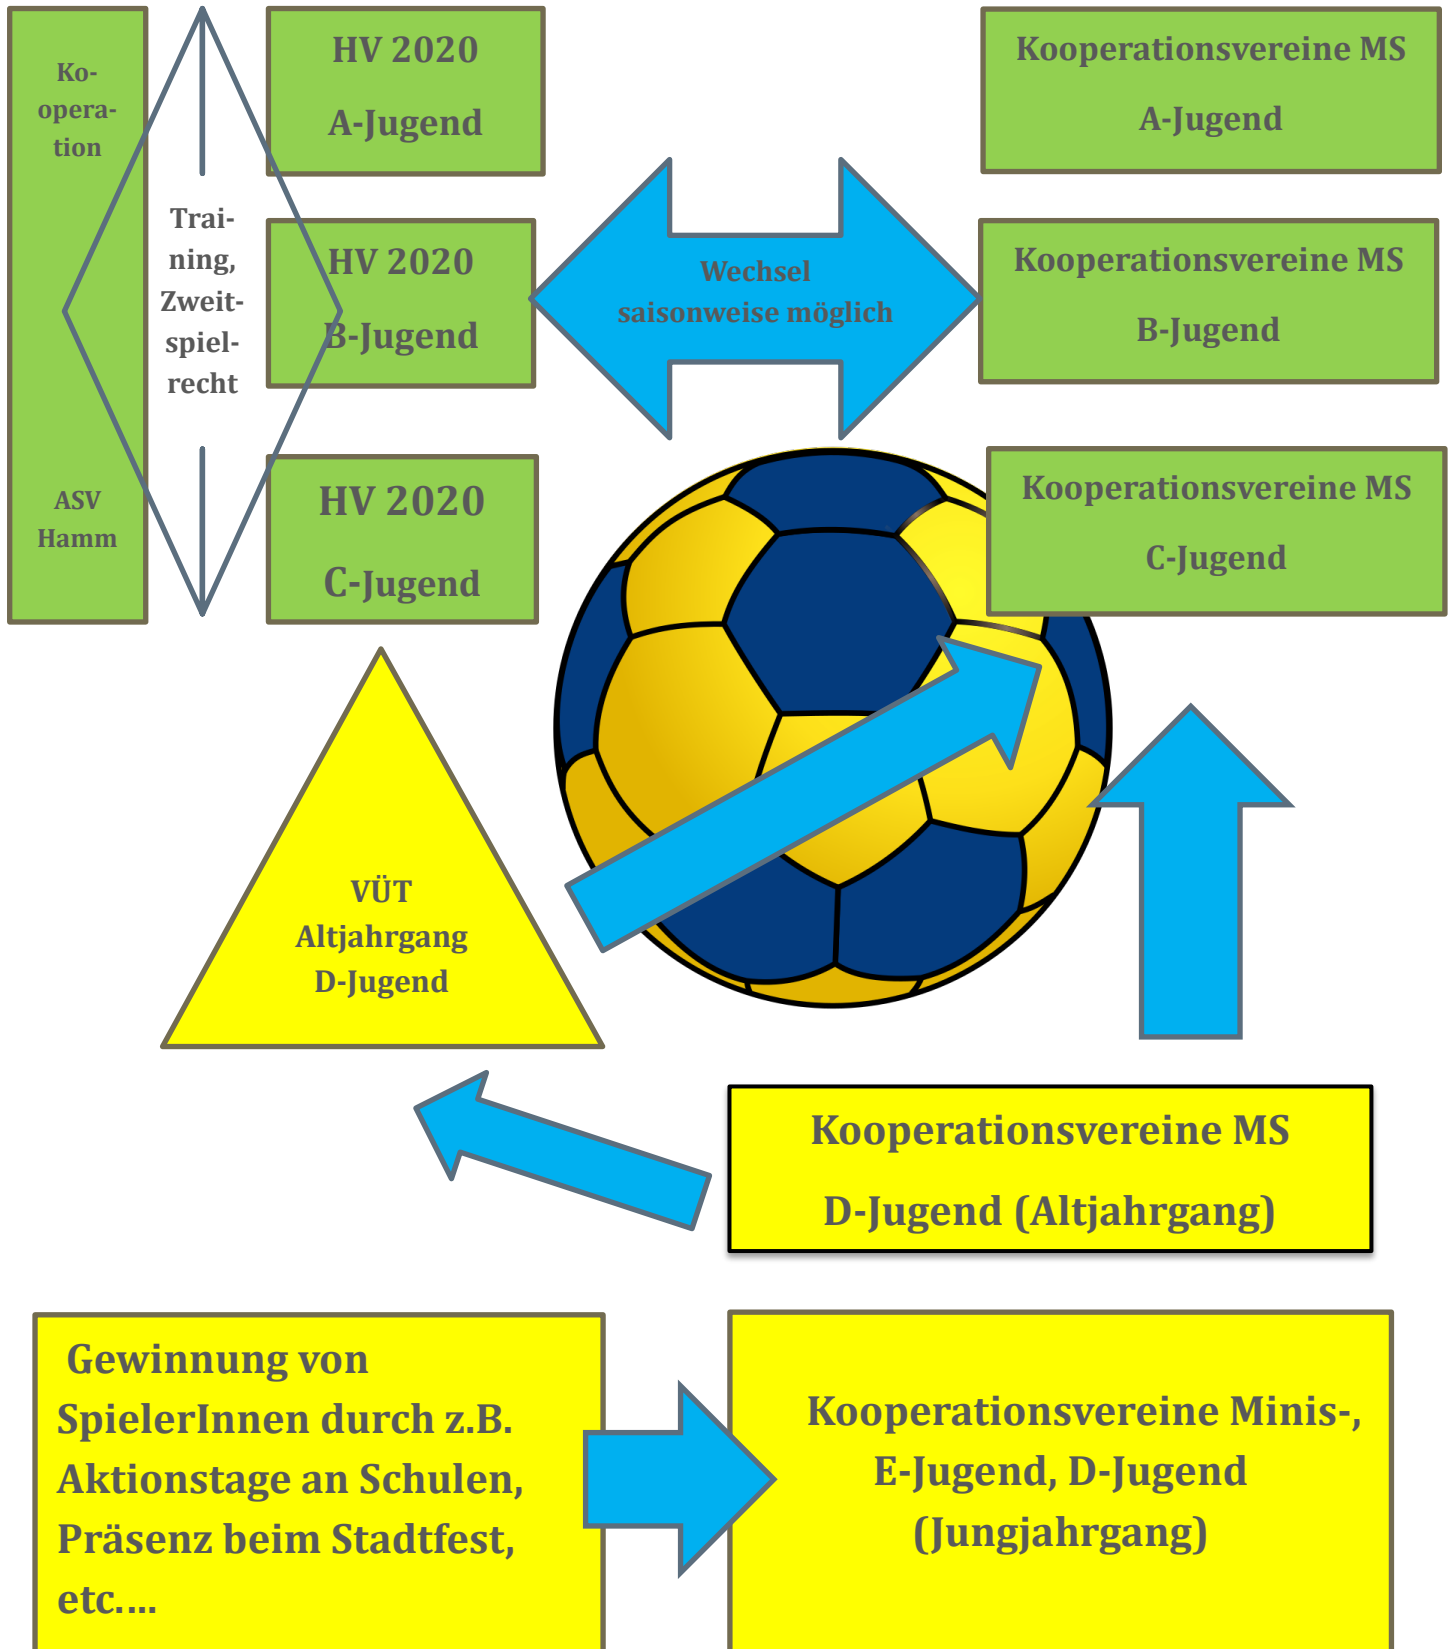 Ko-
opera-
tion
ASV
Hamm
Trai-
ning,
Zweit-
spiel-
recht
HV 2020
A-Jugend
HV 2020
B-Jugend
HV 2020
C-Jugend
Wechsel
saisonweise möglich
Kooperationsvereine MS
A-Jugend
Kooperationsvereine MS
B-Jugend
Kooperationsvereine MS
C-Jugend
VÜT
Altjahrgang
D-Jugend
Kooperationsvereine MS
D-Jugend (Altjahrgang)
Gewinnung von
SpielerInnen durch z.B.
Aktionstage an Schulen,
Präsenz beim Stadtfest,
etc.…
Kooperationsvereine Minis-,
E-Jugend, D-Jugend
(Jungjahrgang)